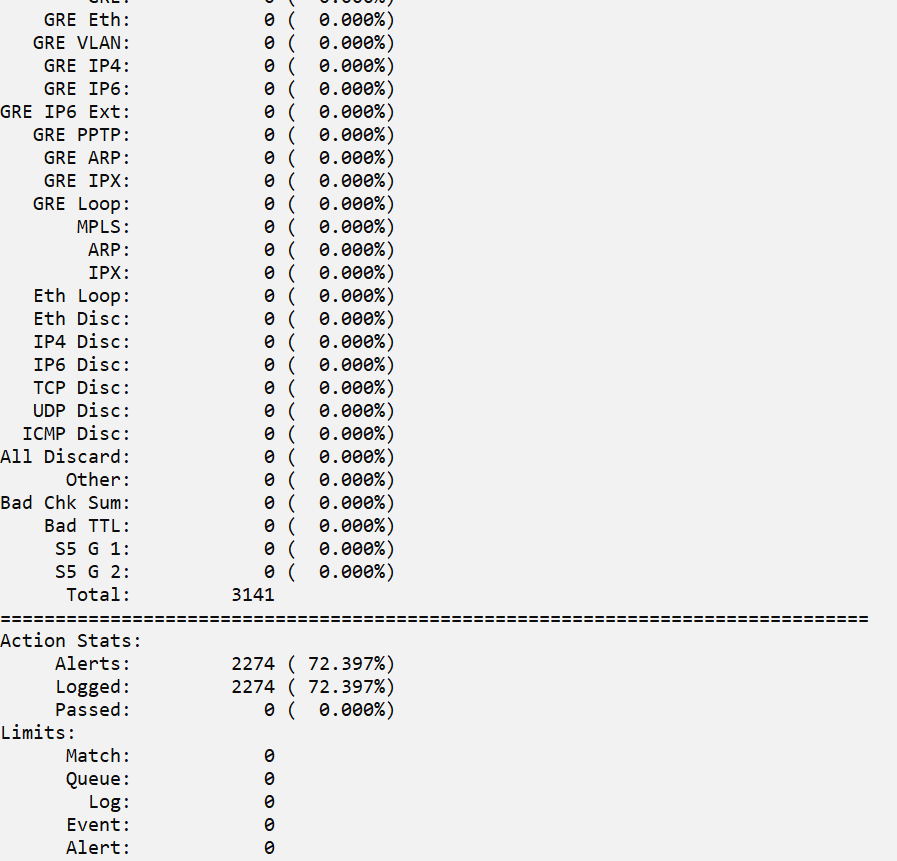 GRE: 0 (  0.000%)
    GRE Eth:            0 (  0.000%)
   GRE VLAN:            0 (  0.000%)
    GRE IP4:            0 (  0.000%)
    GRE IP6:            0 (  0.000%)
GRE IP6 Ext:            0 (  0.000%)
   GRE PPTP:            0 (  0.000%)
    GRE ARP:            0 (  0.000%)
    GRE IPX:            0 (  0.000%)
   GRE Loop:            0 (  0.000%)
       MPLS:            0 (  0.000%)
        ARP:            0 (  0.000%)
        IPX:            0 (  0.000%)
   Eth Loop:            0 (  0.000%)
   Eth Disc:            0 (  0.000%)
   IP4 Disc:            0 (  0.000%)
   IP6 Disc:            0 (  0.000%)
   TCP Disc:            0 (  0.000%)
   UDP Disc:            0 (  0.000%)
  ICMP Disc:            0 (  0.000%)
All Discard:            0 (  0.000%)
      Other:            0 (  0.000%)
Bad Chk Sum:            0 (  0.000%)
    Bad TTL:            0 (  0.000%)
     S5 G 1:            0 (  0.000%)
     S5 G 2:            0 (  0.000%)
      Total:         3141
===============================================================================
Action Stats:
     Alerts:         2274 ( 72.397%)
     Logged:         2274 ( 72.397%)
     Passed:            0 (  0.000%)
Limits:
      Match:            0
      Queue:            0
        Log:            0
      Event:            0
      Alert:            0